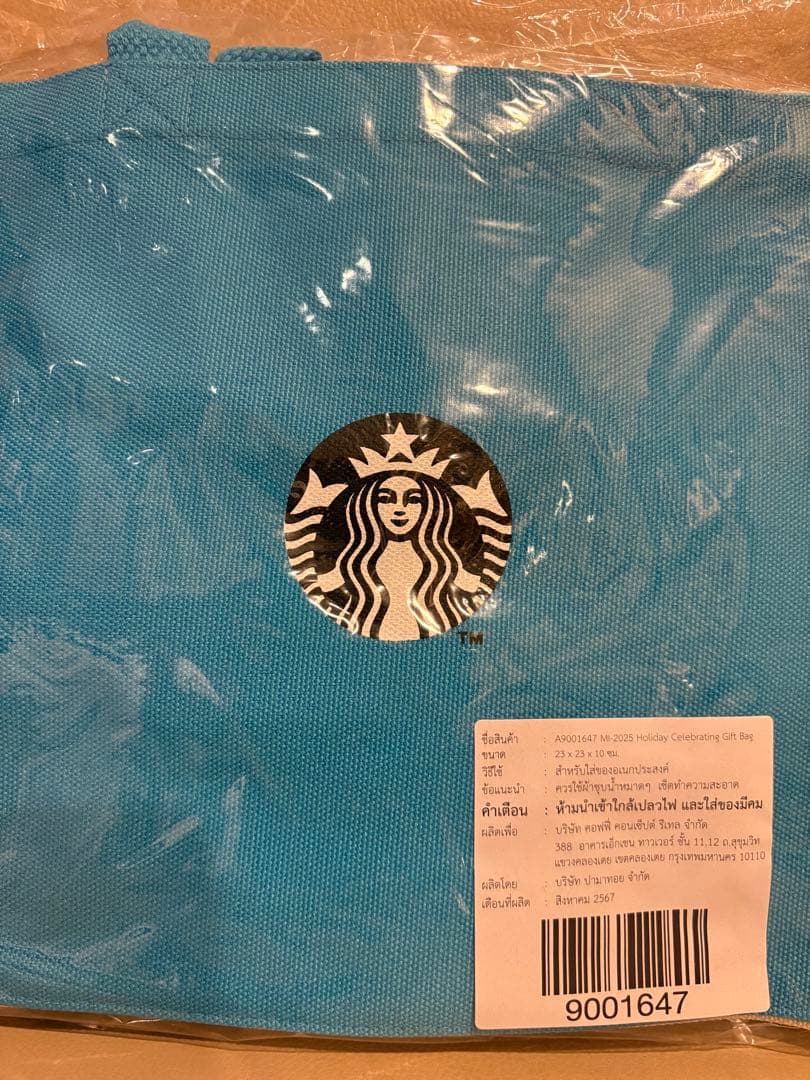 TM
ชื่อสินค้า : A9001647 MI-2025 Holiday Celebrating Gift Bag
ขนาด : 23 x 23 x 10 ซม.
วิธีใช้ : สำหรับใส่ของอเนกประสงค์
ข้อแนะนำ : ควรใช้ผ้าชุบน้ำหมาดๆ เช็ดทำความสะอาด
คำเตือน : ห้ามนำเข้าใกล้เปลวไฟ และใส่ของมีคม
ผลิตเพื่อ : บริษัท คอฟฟี่ คอนเซ็ปต์ รีเทล จำกัด
388 อาคารเอ็กเชน ทาวเวอร์ ชั้น 11,12 ถ.สุขุมวิท
แขวงคลองเตย เขตคลองเตย กรุงเทพมหานคร 10110
ผลิตโดย : บริษัท ปามาทอย จำกัด
เดือนที่ผลิต : สิงหาคม 2567
9001647